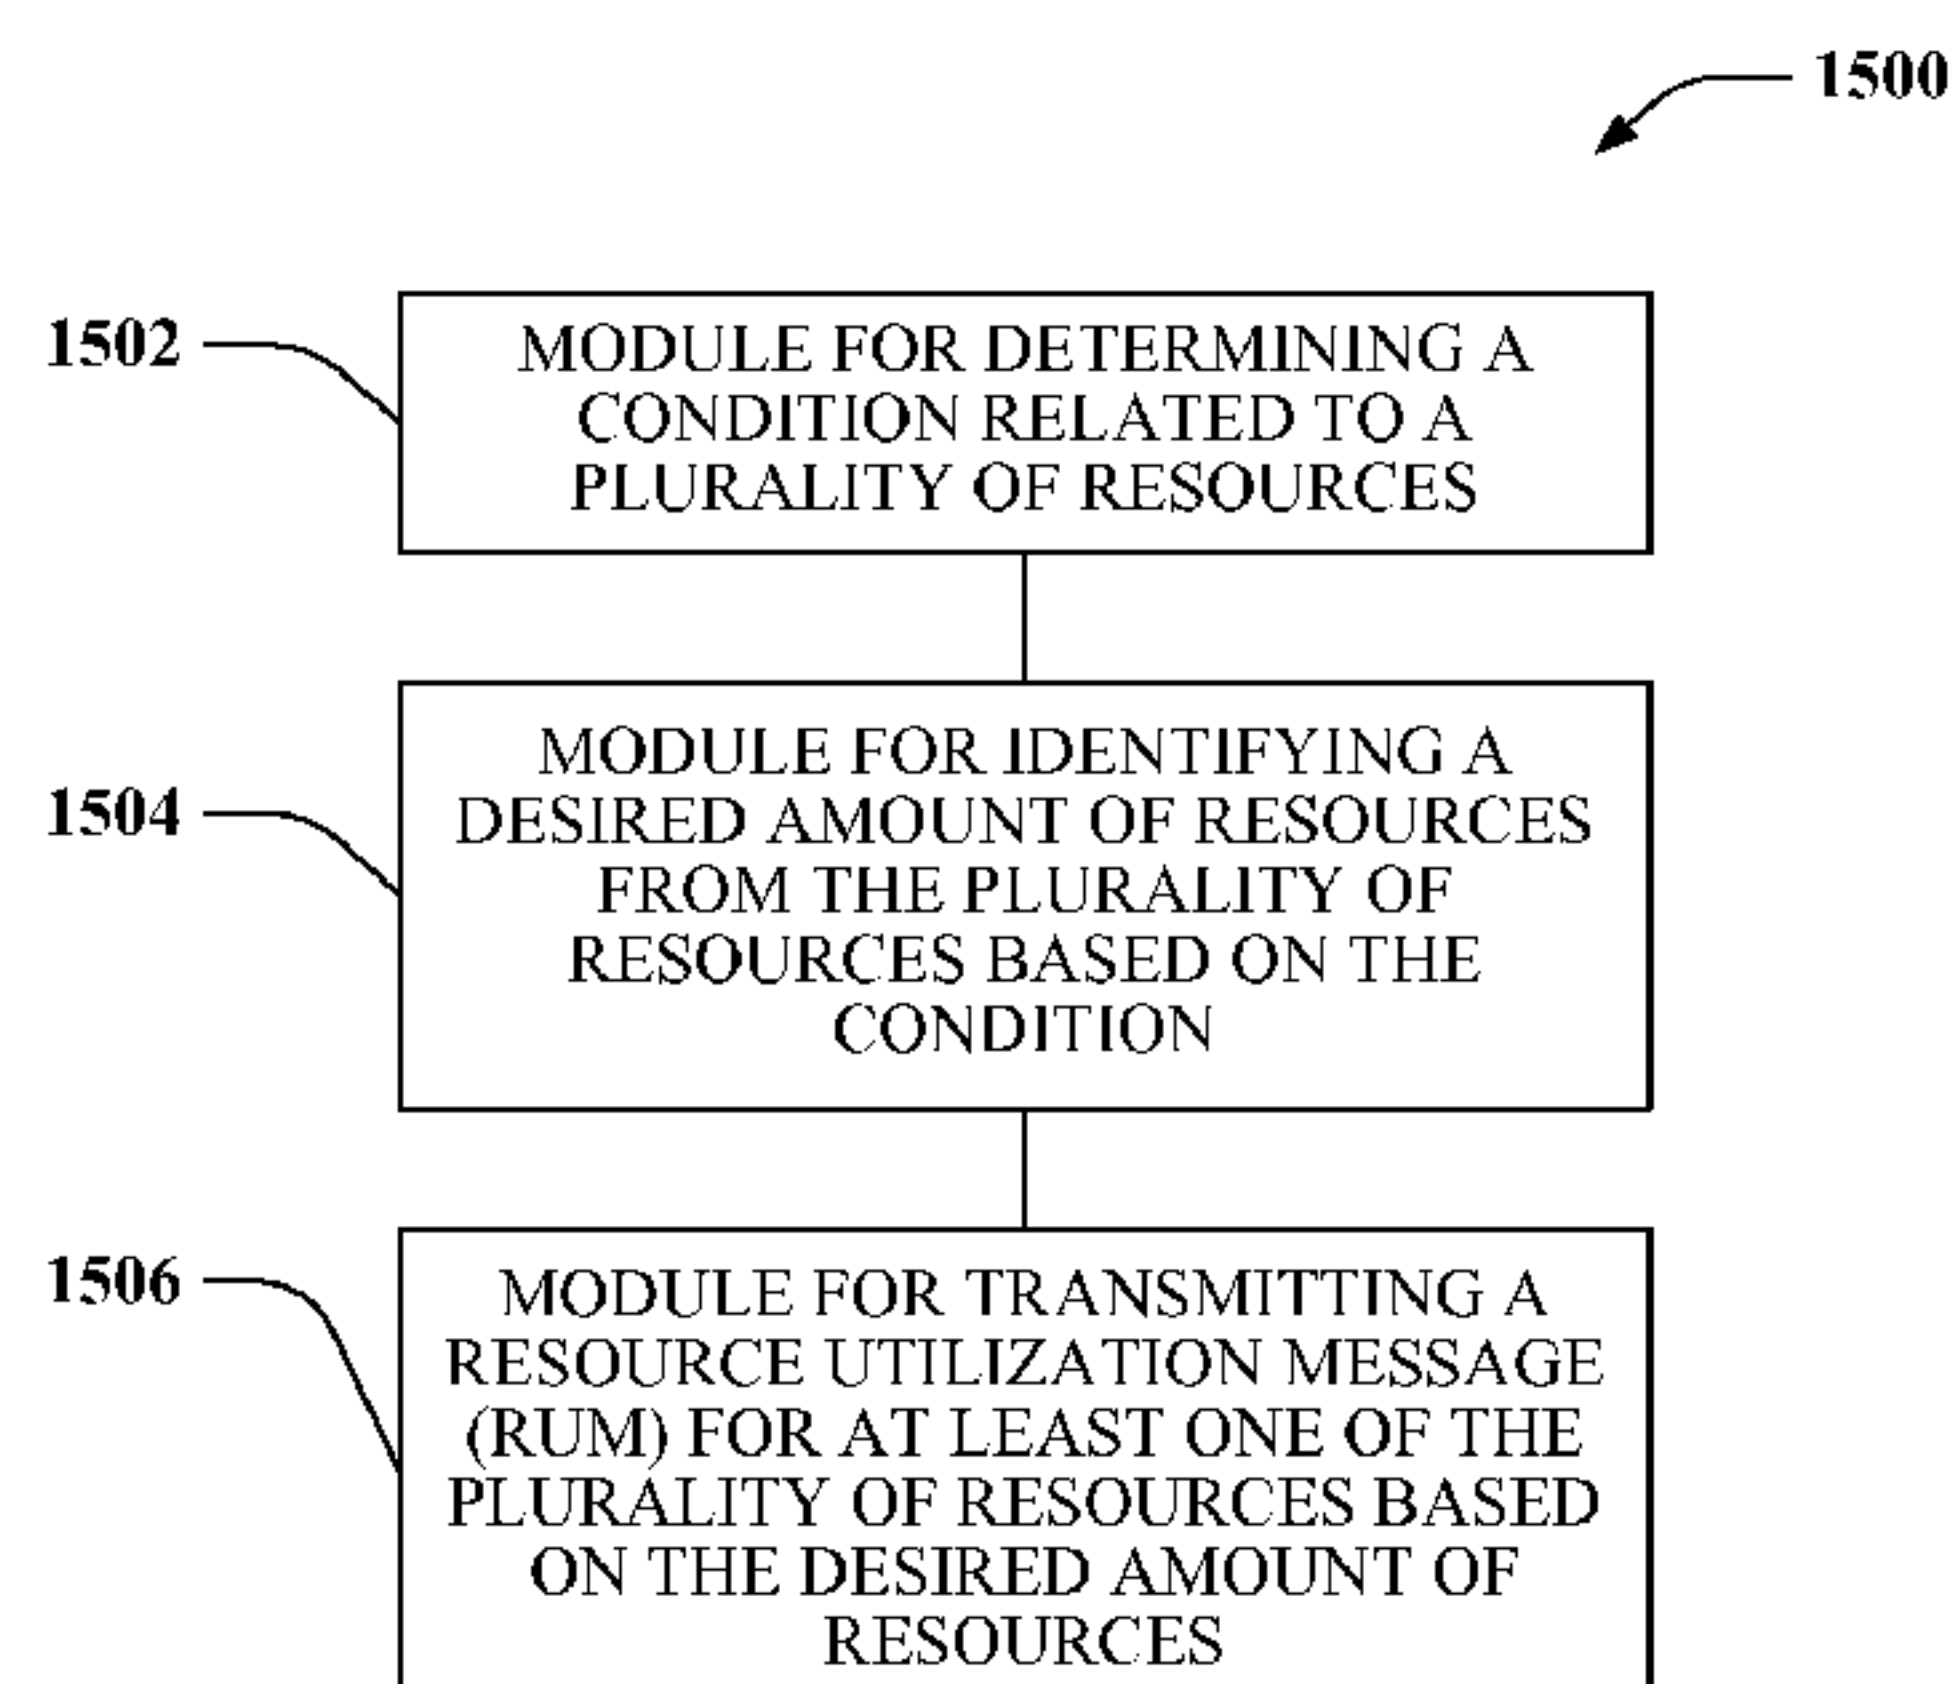 1500
1502
MODULE FOR DETERMINING A
CONDITION RELATED TO A
PLURALITY OF RESOURCES
1504
MODULE FOR IDENTIFYING A
DESIRED AMOUNT OF RESOURCES
FROM THE PLURALITY OF
RESOURCES BASED ON THE
CONDITION
1506
MODULE FOR TRANSMITTING A
RESOURCE UTILIZATION MESSAGE
(RUM) FOR AT LEAST ONE OF THE
PLURALITY OF RESOURCES BASED
ON THE DESIRED AMOUNT OF
RESOURCES